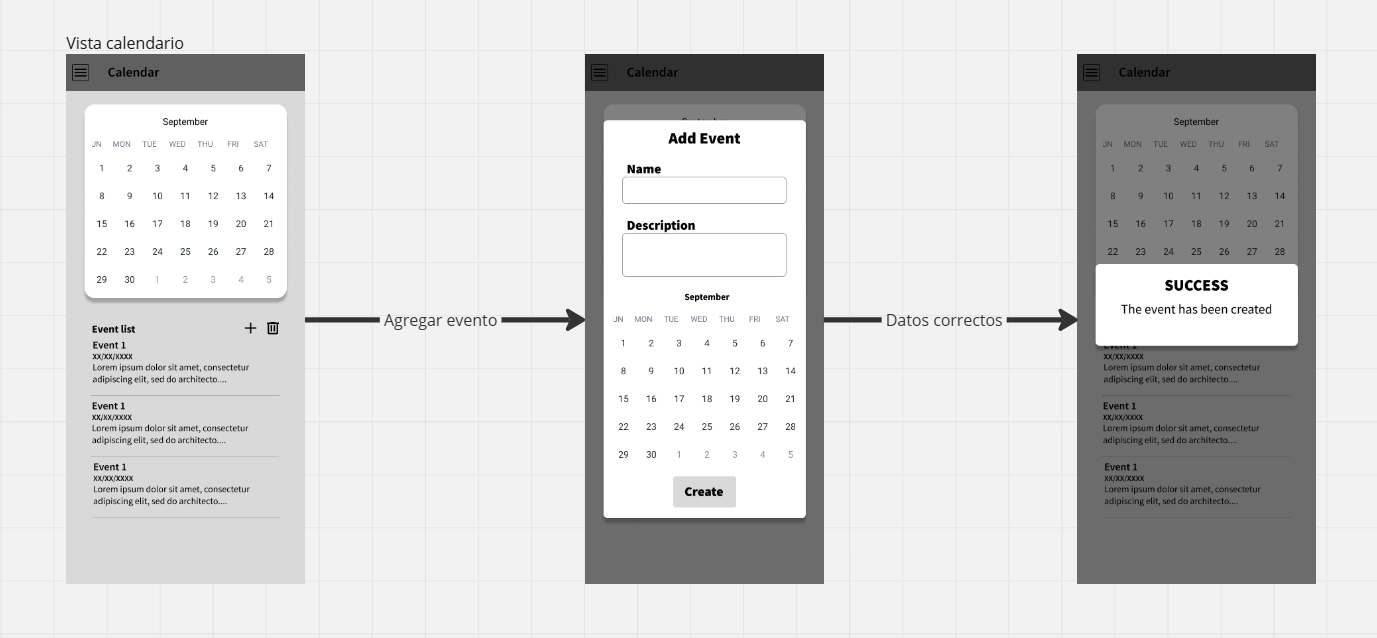 Vista calendario
Calendar
September
UN MON TUE WED THU FRI SAT
1 2 3 4 5 6 7
8 9 10 11 12 13 14
15 16 17 18 19 20 21
22 23 24 25 26 27 28
29 30 1 2 3 4 5
Event list
Event 1
xx/xx/xxxx
Lorem ipsum dolor sit amet, consectetur
adipiscing elit, sed do architecto....
Event 1
xx/xx/xxxx
Lorem ipsum dolor sit amet, consectetur
adipiscing elit, sed do architecto....
Event 1
xx/xx/xxxx
Lorem ipsum dolor sit amet, consectetur
adipiscing elit, sed do architecto....
Agregar evento
Calendar
Add Event
Name
Description
September
UN MON TUE WED THU FRI SAT
1 2 3 4 5 6 7
8 9 10 11 12 13 14
15 16 17 18 19 20 21
22 23 24 25 26 27 28
29 30 1 2 3 4 5
Create
Datos correctos
Calendar
September
UN MON TUE WED THU FRI SAT
1 2 3 4 5 6 7
8 9 10 11 12 13 14
15 16 17 18 19 20 21
22 23 24 25 26 27 28
SUCCESS
The event has been created
Event 1
xx/xx/xxxx
Lorem ipsum dolor sit amet, consectetur
adipiscing elit, sed do architecto....
Event 1
xx/xx/xxxx
Lorem ipsum dolor sit amet, consectetur
adipiscing elit, sed do architecto....
Event 1
xx/xx/xxxx
Lorem ipsum dolor sit amet, consectetur
adipiscing elit, sed do architecto....